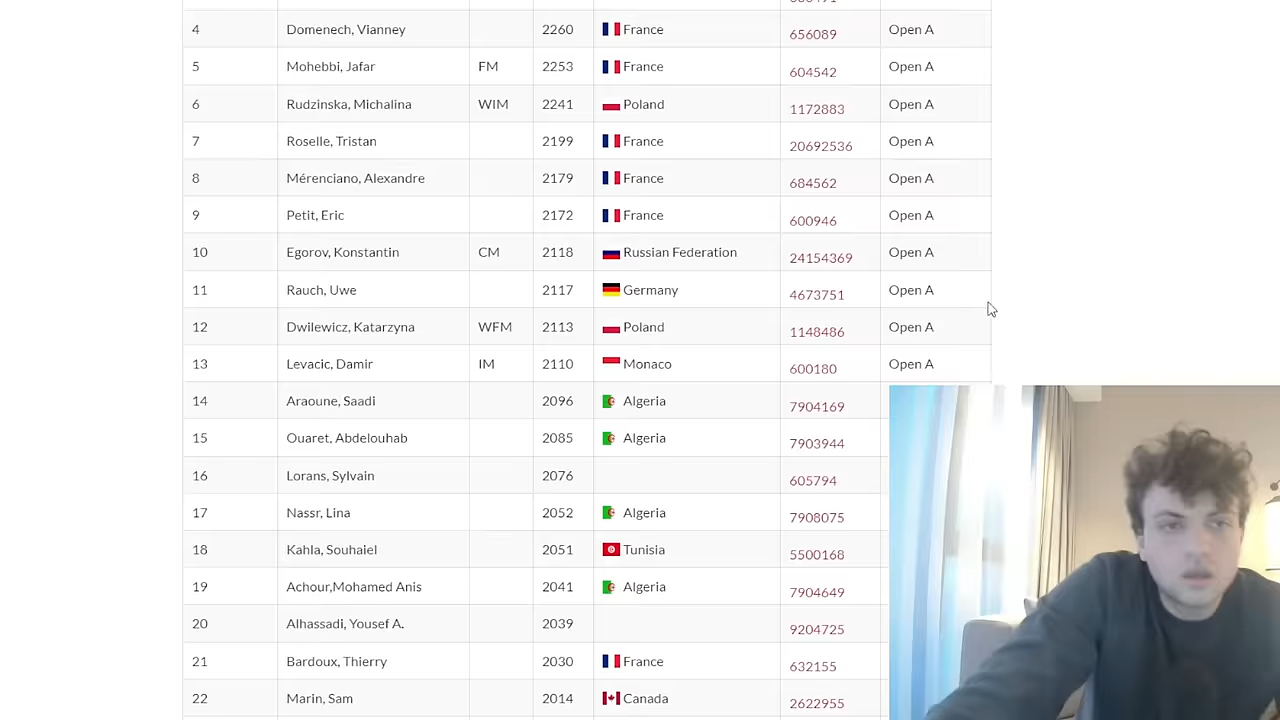 4 Domenech, Vianney 2260 France 656089 Open A
5 Mohebbi, Jafar FM 2253 France 604542 Open A
6 Rudzinska, Michalina WIM 2241 Poland 1172883 Open A
7 Roselle, Tristan 2199 France 20692536 Open A
8 Mérenciano, Alexandre 2179 France 684562 Open A
9 Petit, Eric 2172 France 600946 Open A
10 Egorov, Konstantin CM 2118 Russian Federation 24154369 Open A
11 Rauch, Uwe 2117 Germany 4673751 Open A
12 Dwilewicz, Katarzyna WFM 2113 Poland 1148486 Open A
13 Levacic, Damir IM 2110 Monaco 600180 Open A
14 Araoune, Saadi 2096 Algeria 7904169
15 Ouaret, Abdelouhab 2085 Algeria 7903944
16 Lorans, Sylvain 2076 605794
17 Nassr, Lina 2052 Algeria 7908075
18 Kahla, Souhaiel 2051 Tunisia 5500168
19 Achour,Mohamed Anis 2041 Algeria 7904649
20 Alhassadi, Yousef A. 2039 9204725
21 Bardoux, Thierry 2030 France 632155
22 Marin, Sam 2014 Canada 2622955